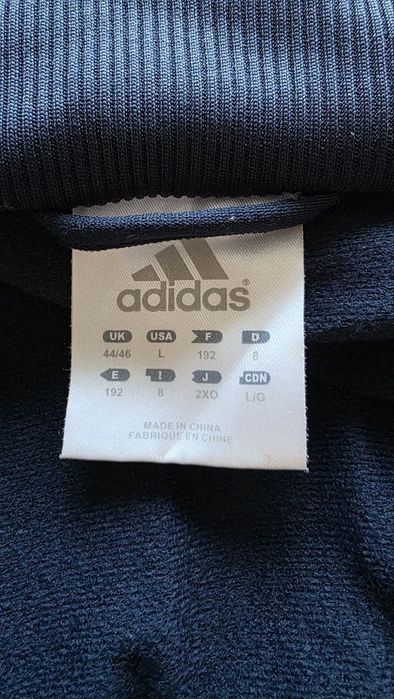 adidas®
UK USA F D
44/46 L 192 8
E I J CDN
192 8 2XO L/G
MADE IN CHINA
FABRIQUE EN CHINE